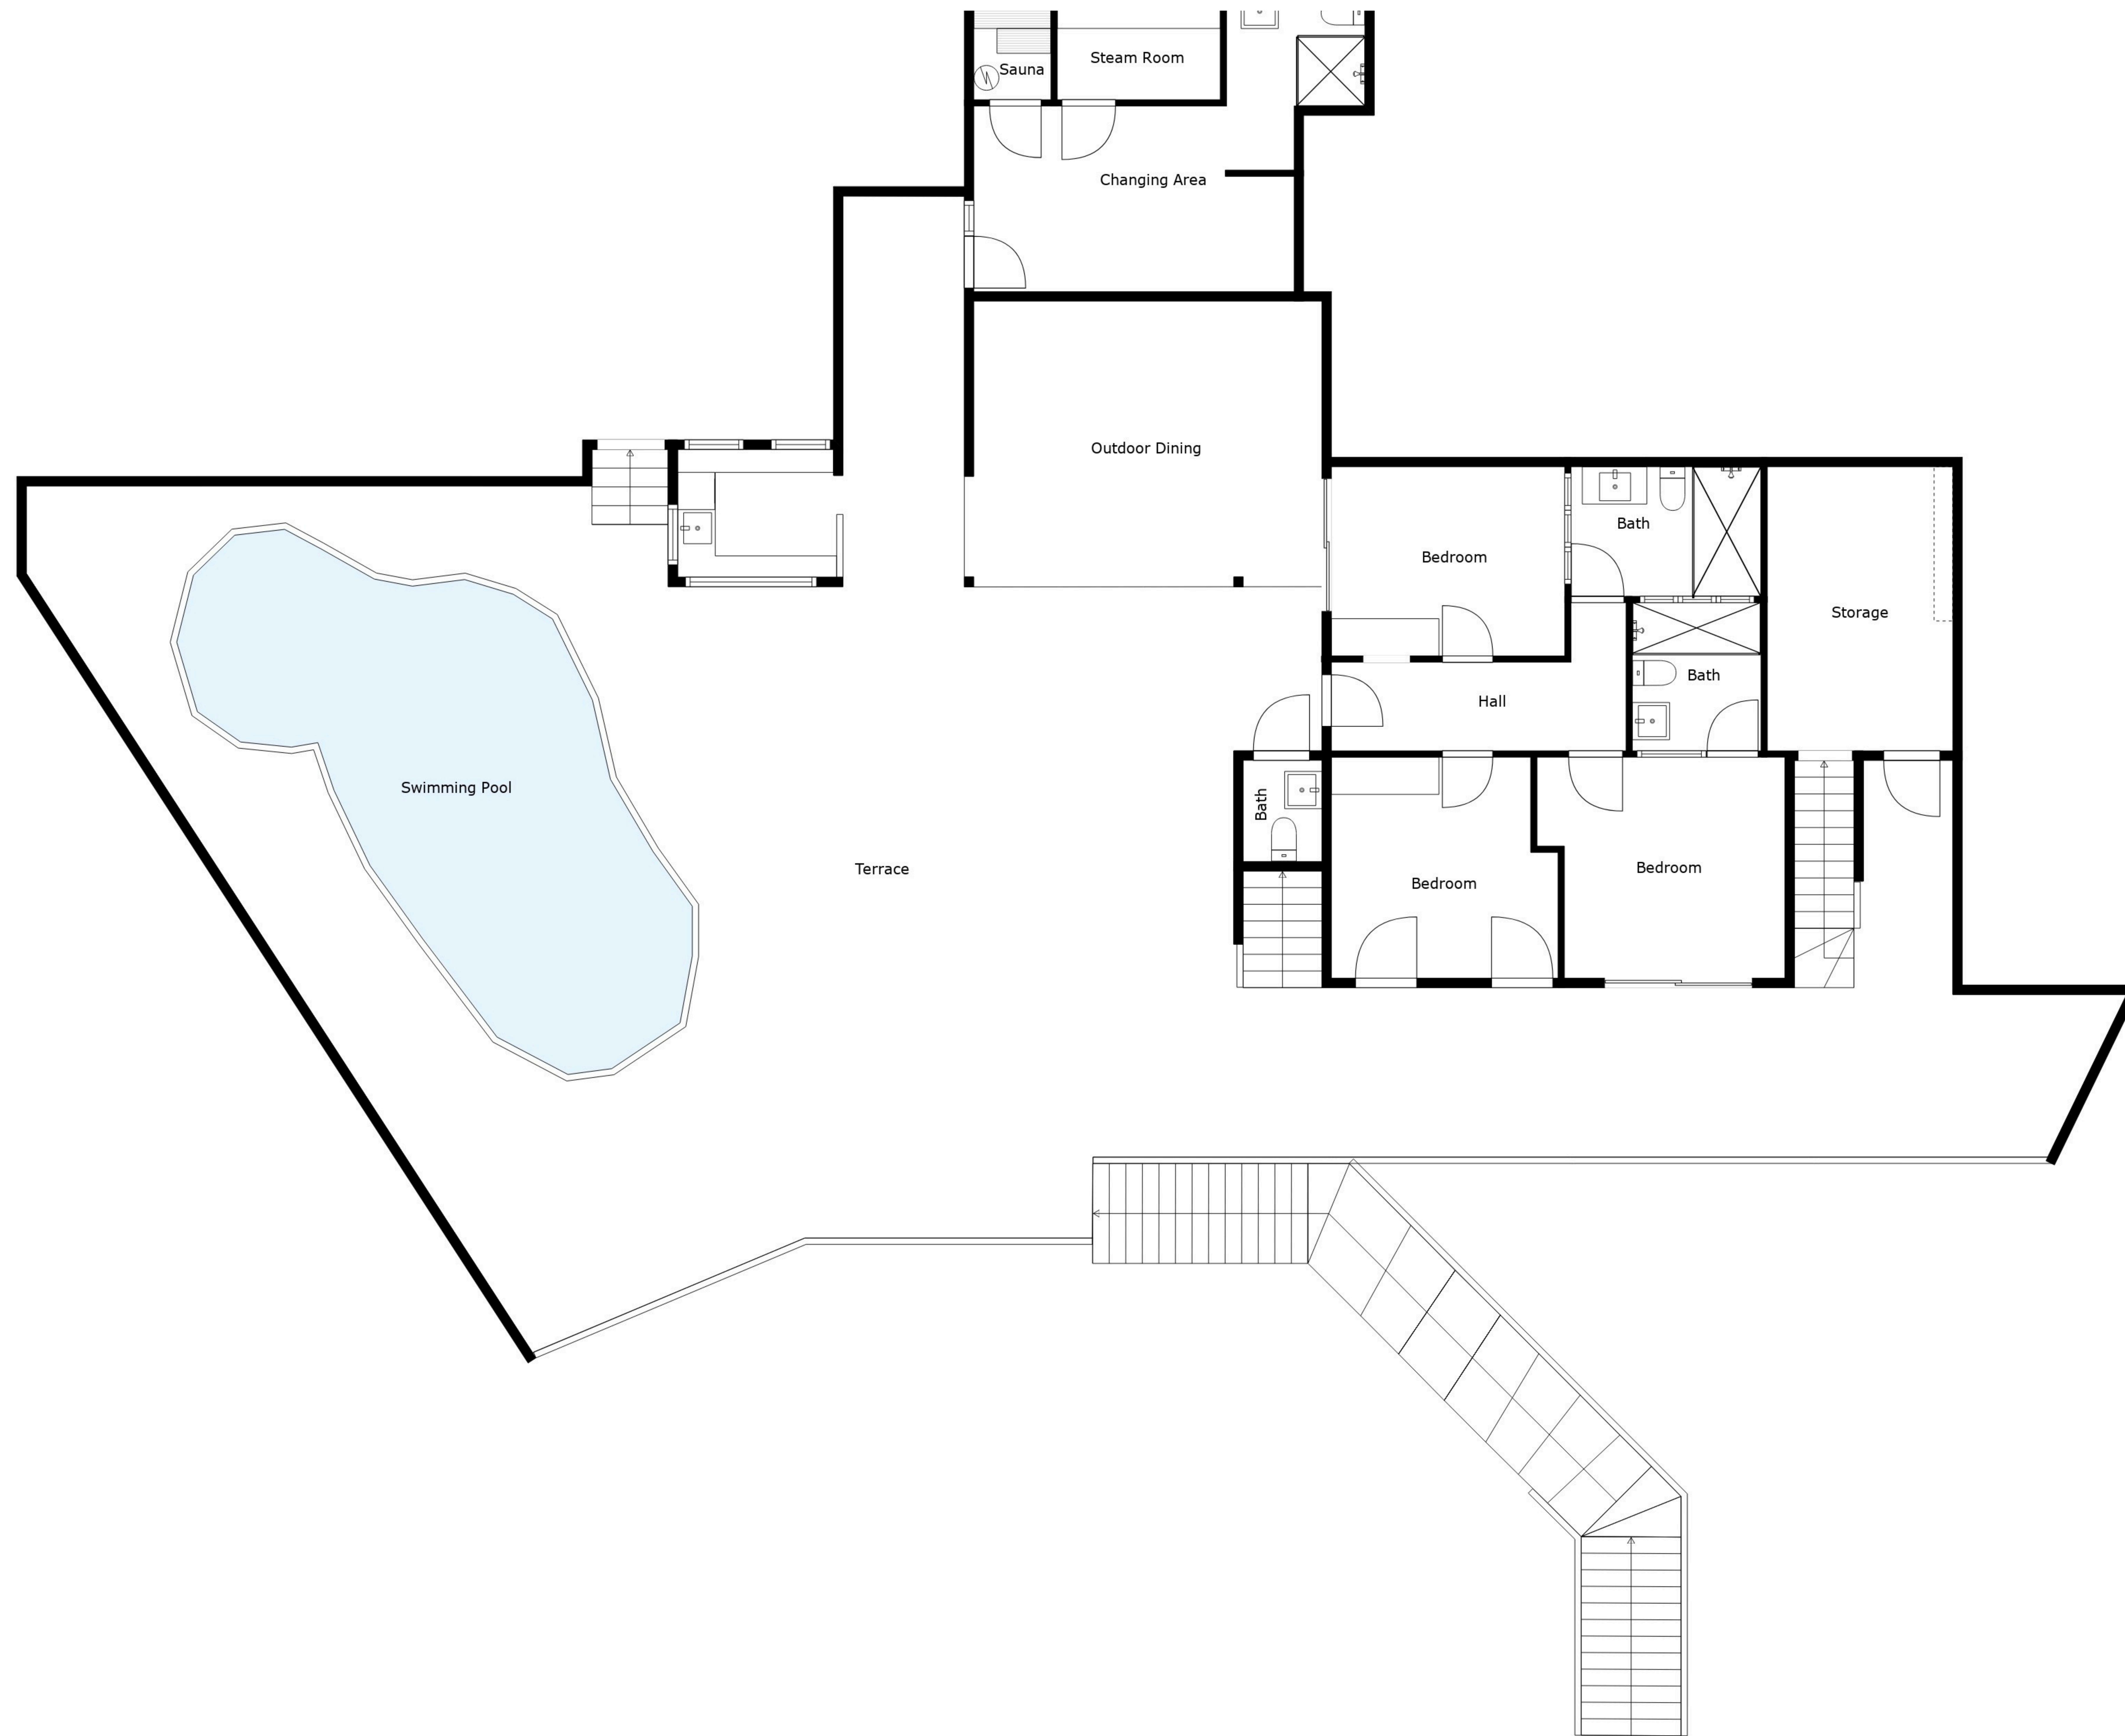 Steam Room
Sauna
Changing Area
Outdoor Dining
Bath
Bedroom
Storage
Bath
Hall
Swimming Pool
Bath
Terrace
Bedroom
Bedroom